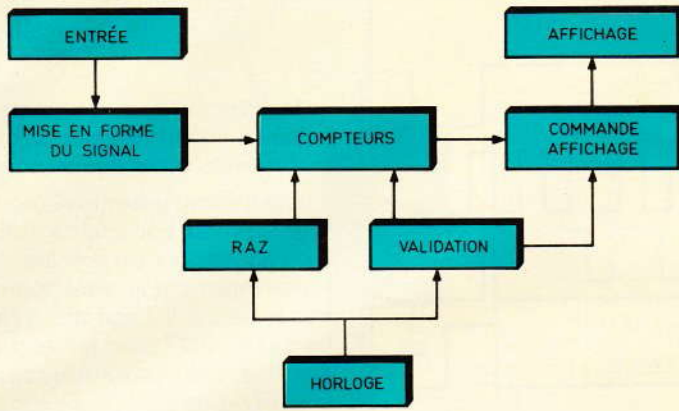 ENTRÉE
AFFICHAGE
MISE EN FORME
DU SIGNAL
COMPTEURS
COMMANDE
AFFICHAGE
RAZ
VALIDATION
HORLOGE